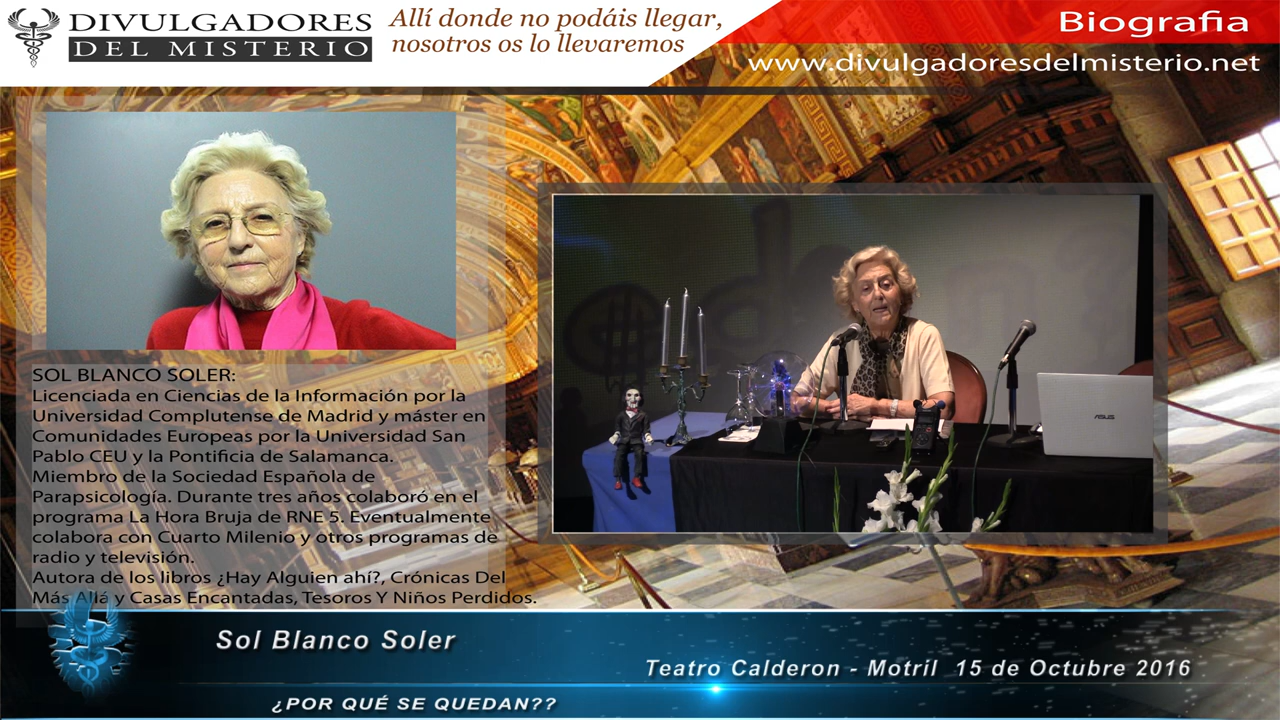 DIVULGADORES
DEL MISTERIO
Allí donde no podáis llegar,
nosotros os lo llevaremos
Biografia
www.divulgadoresdelmisterio.net
SOL BLANCO SOLER:
Licenciada en Ciencias de la Información por la
Universidad Complutense de Madrid y máster en
Comunidades Europeas por la Universidad San
Pablo CEU y la Pontificia de Salamanca.
Miembro de la Sociedad Española de
Parapsicología. Durante tres años colaboró en el
programa La Hora Bruja de RNE 5. Eventualmente
colabora con Cuarto Milenio y otros programas de
radio y televisión.
Autora de los libros ¿Hay Alguien ahí?, Crónicas Del
Más Allá y Casas Encantadas, Tesoros Y Niños Perdidos.
ASUS
Sol Blanco Soler
Teatro Calderon - Motril 15 de Octubre 2016
¿POR QUÉ SE QUEDAN??